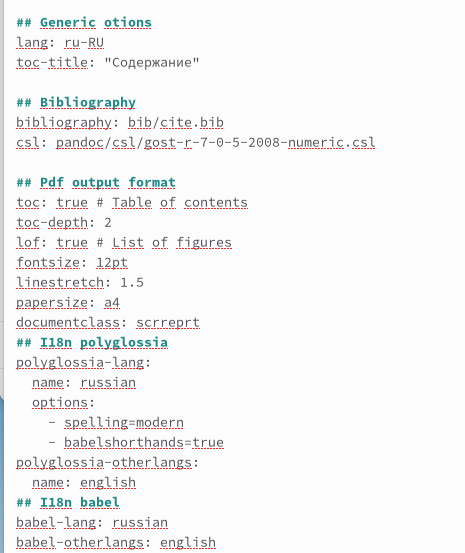 ## Generic otions
lang: ru-RU
toc-title: "Содержание"
## Bibliography
bibliography: bib/cite.bib
csl: pandoc/csl/gost-r-7-0-5-2008-numeric.csl
## Pdf output format
toc: true # Table of contents
toc-depth: 2
lof: true # List of figures
fontsize: 12pt
linestretch: 1.5
papersize: a4
documentclass: scrreprt
## I18n polyglossia
polyglossia-lang:
  name: russian
  options:
    - spelling=modern
    - babelshorthands=true
polyglossia-otherlangs:
  name: english
## I18n babel
babel-lang: russian
babel-otherlangs: english